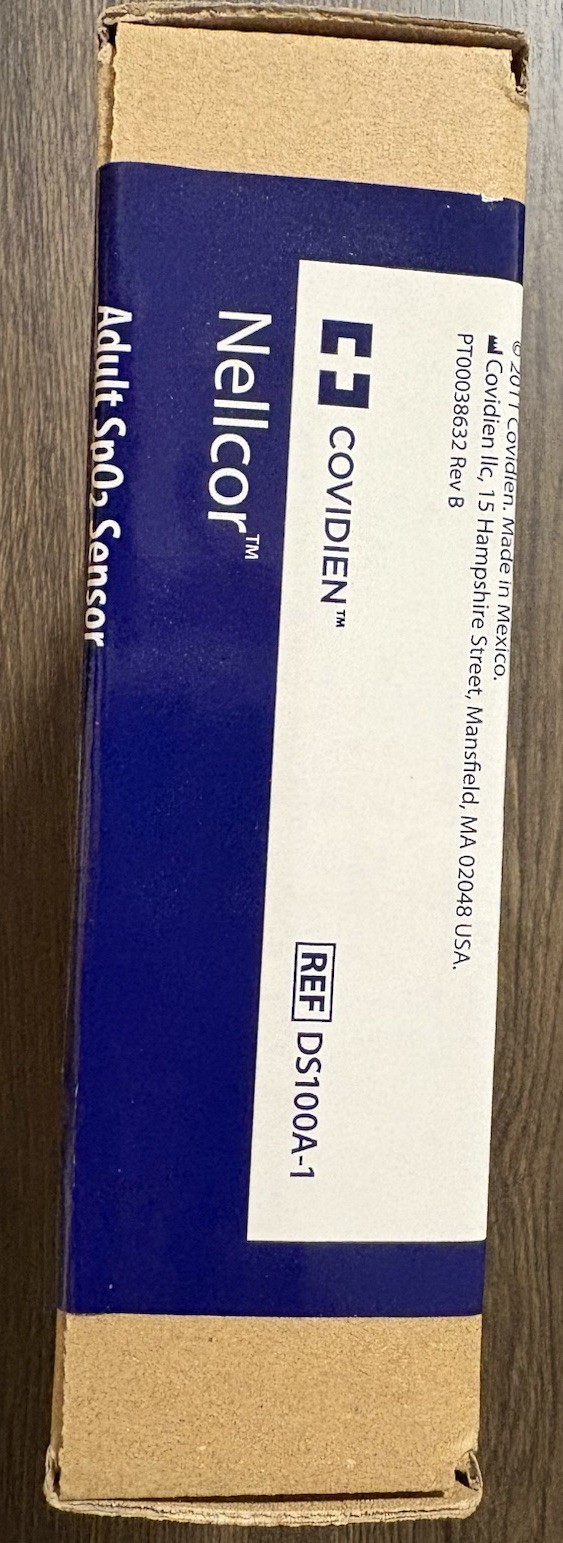 © 2011 Covidien. Made in Mexico.
Covidien llc, 15 Hampshire Street, Mansfield, MA 02048 USA.
PT00038632 Rev B
COVIDIEN™
REF DS100A-1
Nellcor™
Adult SpO₂ Sensor